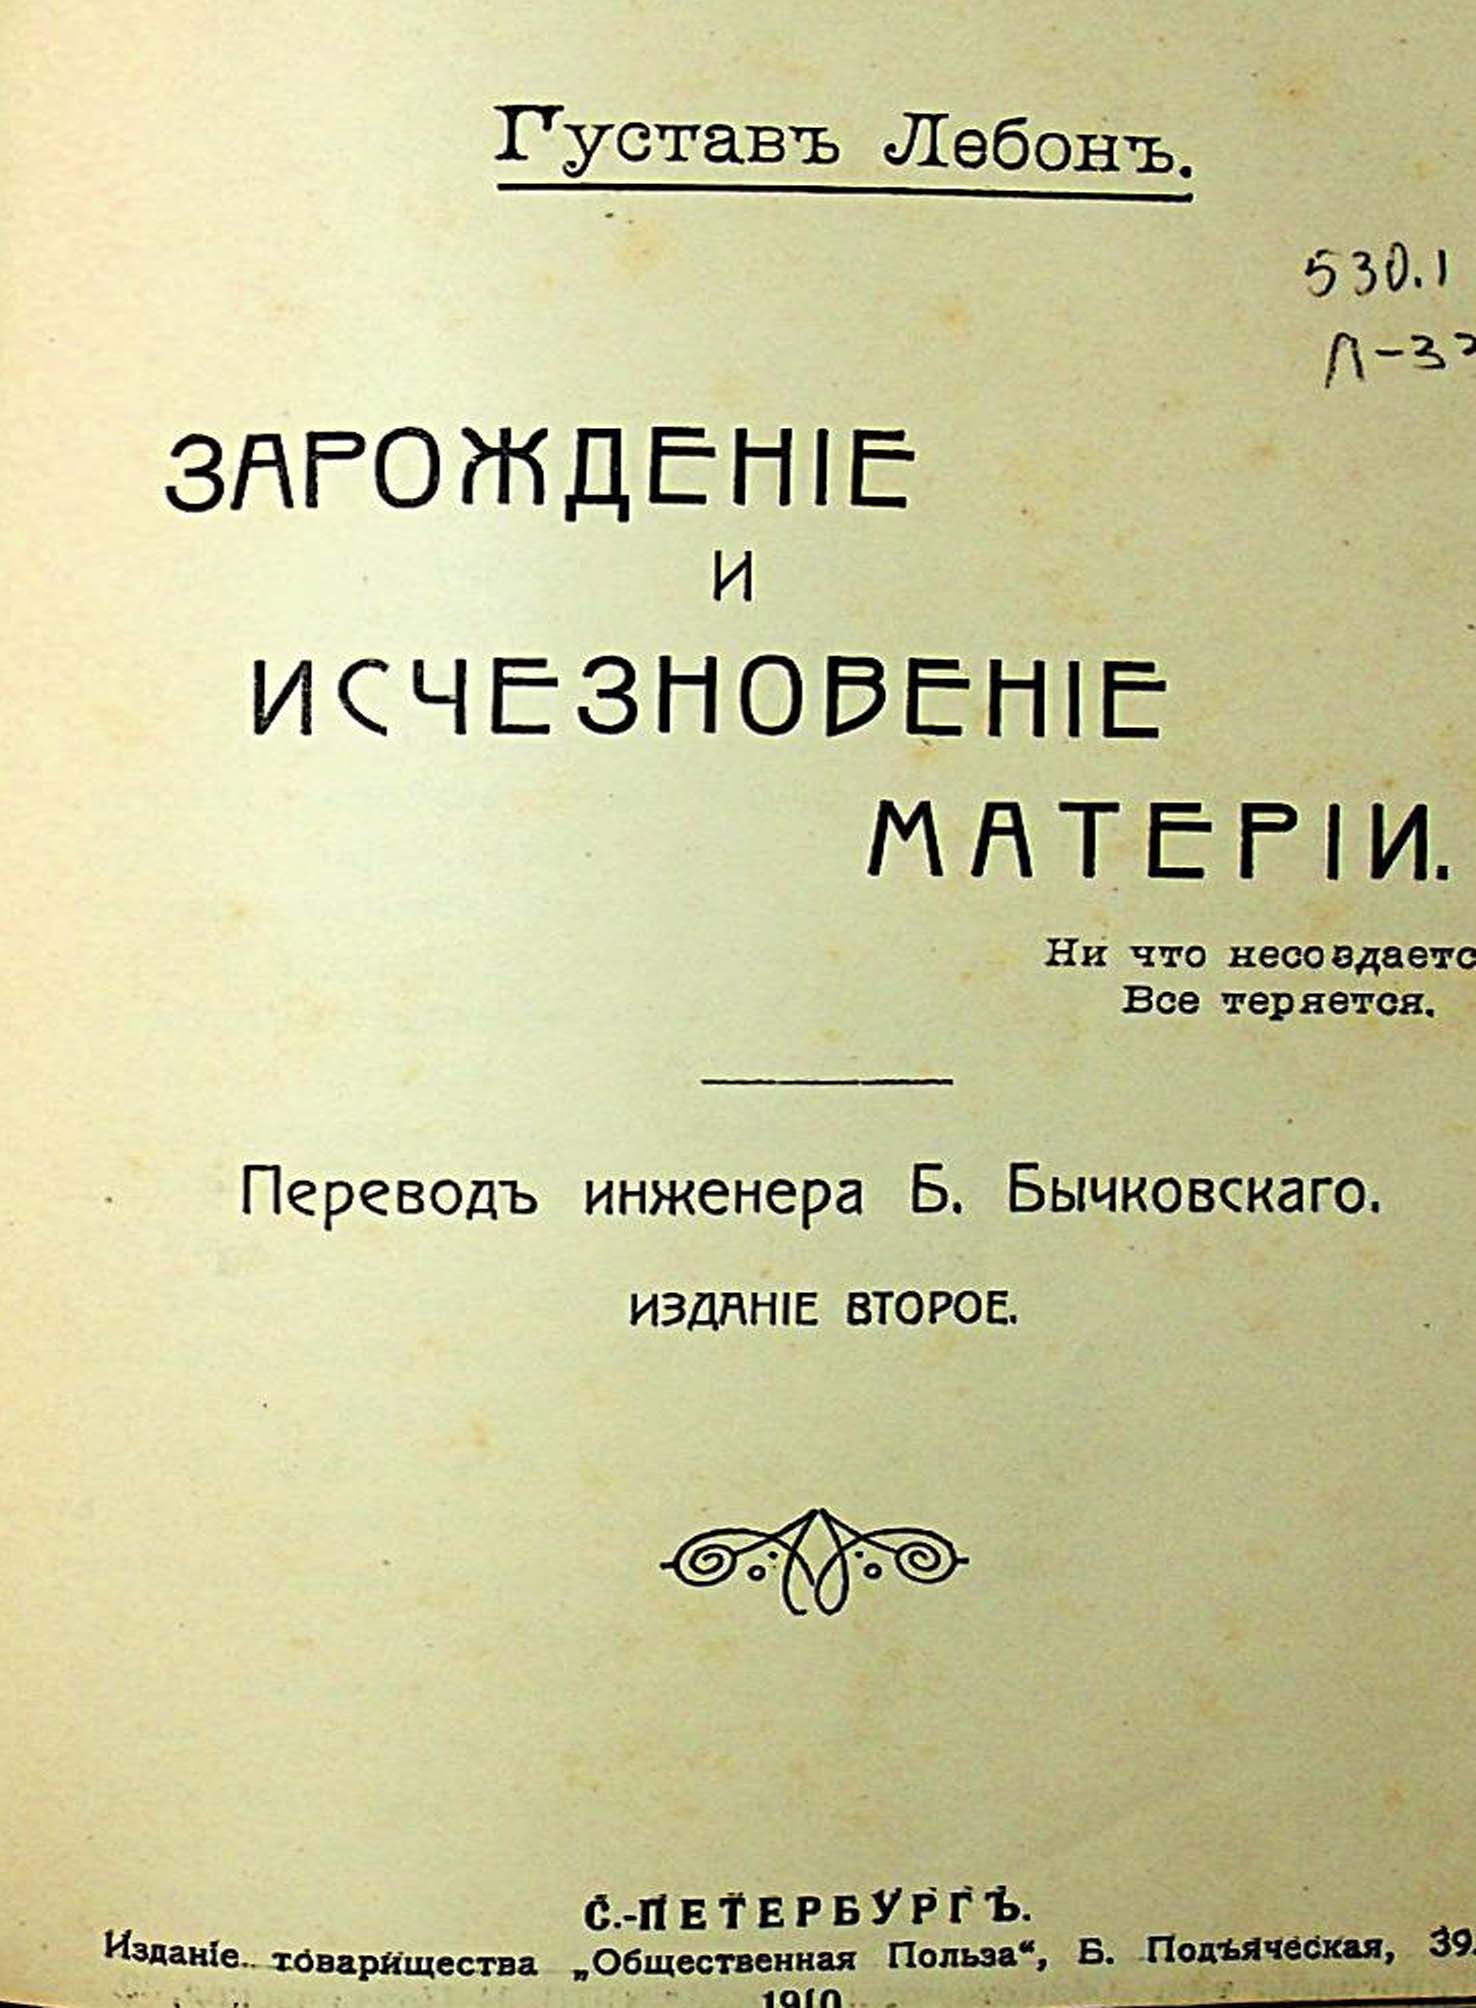 Густавъ Лебонъ.
530.1
Л-33
ЗАРОЖДЕНІЕ
И
ИСЧЕЗНОВЕНІЕ
МАТЕРІИ.
Ни что несоздаетс
Все теряется.
Переводъ инженера Б. Бычковскаго.
ИЗДАНІЕ ВТОРОЕ.
С.-ПЕТЕРБУРГЪ.
Изданіе товарищества „Общественная Польза“, Б. Подъяческая, 39.
1910